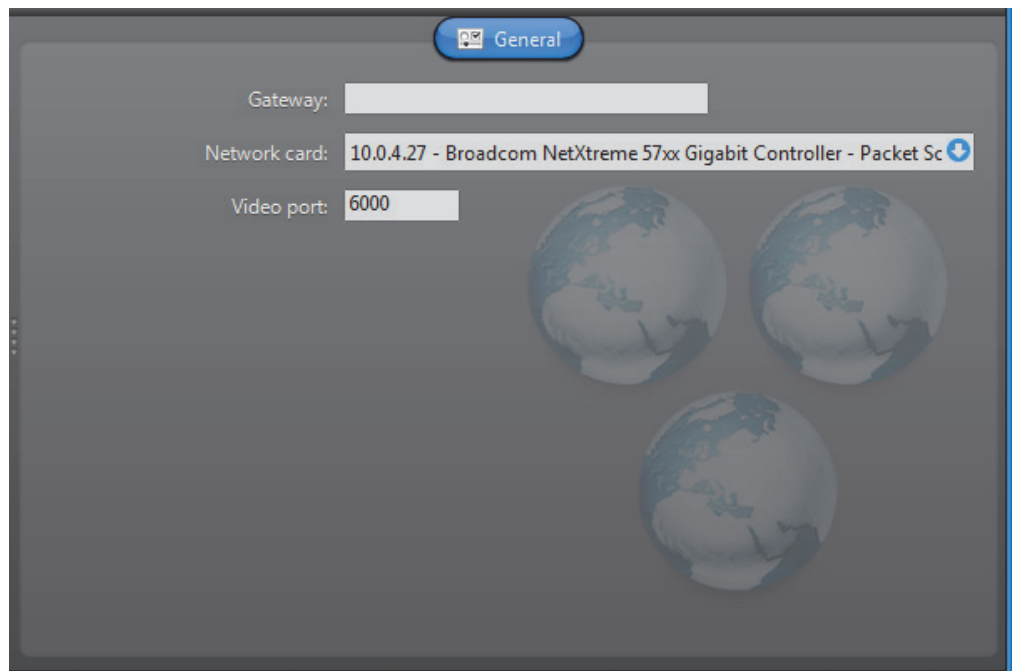 General
Gateway:
Network card: 10.0.4.27 - Broadcom NetXtreme 57xx Gigabit Controller - Packet Sc
Video port: 6000